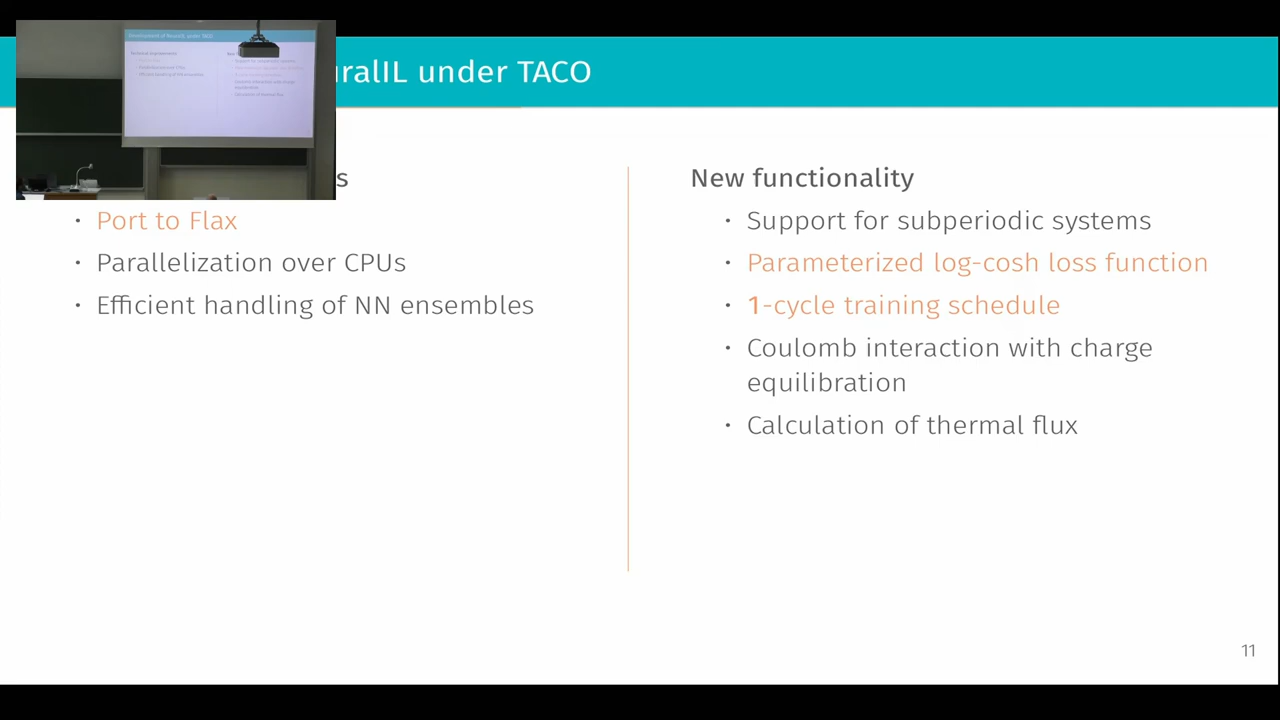 uralIL under TACO
s
• Port to Flax
• Parallelization over CPUs
• Efficient handling of NN ensembles
New functionality
• Support for subperiodic systems
• Parameterized log-cosh loss function
• 1-cycle training schedule
• Coulomb interaction with charge
equilibration
• Calculation of thermal flux
11